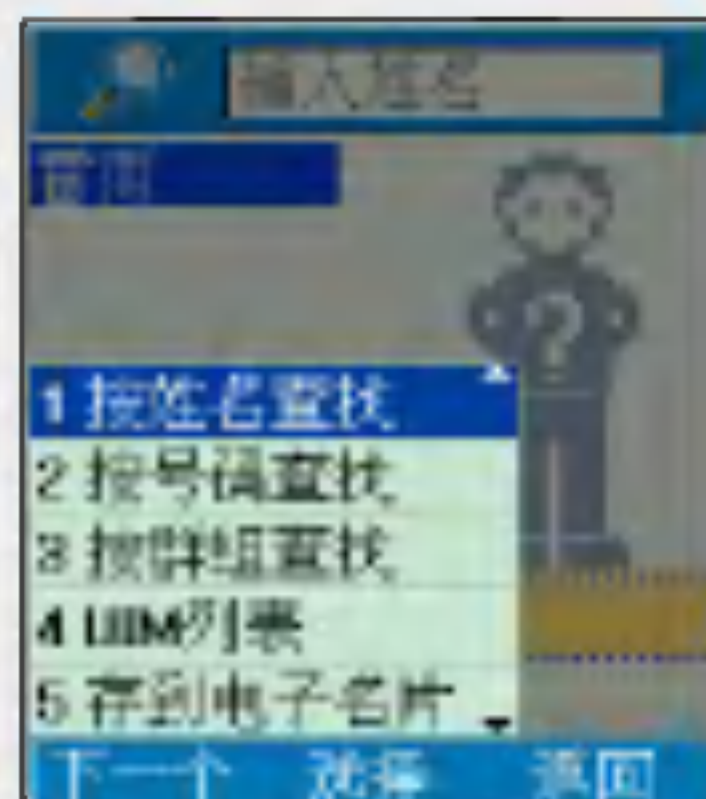 输入姓名
1 按姓名查找
2 按号码查找
3 按群组查找
4 UIM列表
5 存到电子名片
下一个 选择 返回